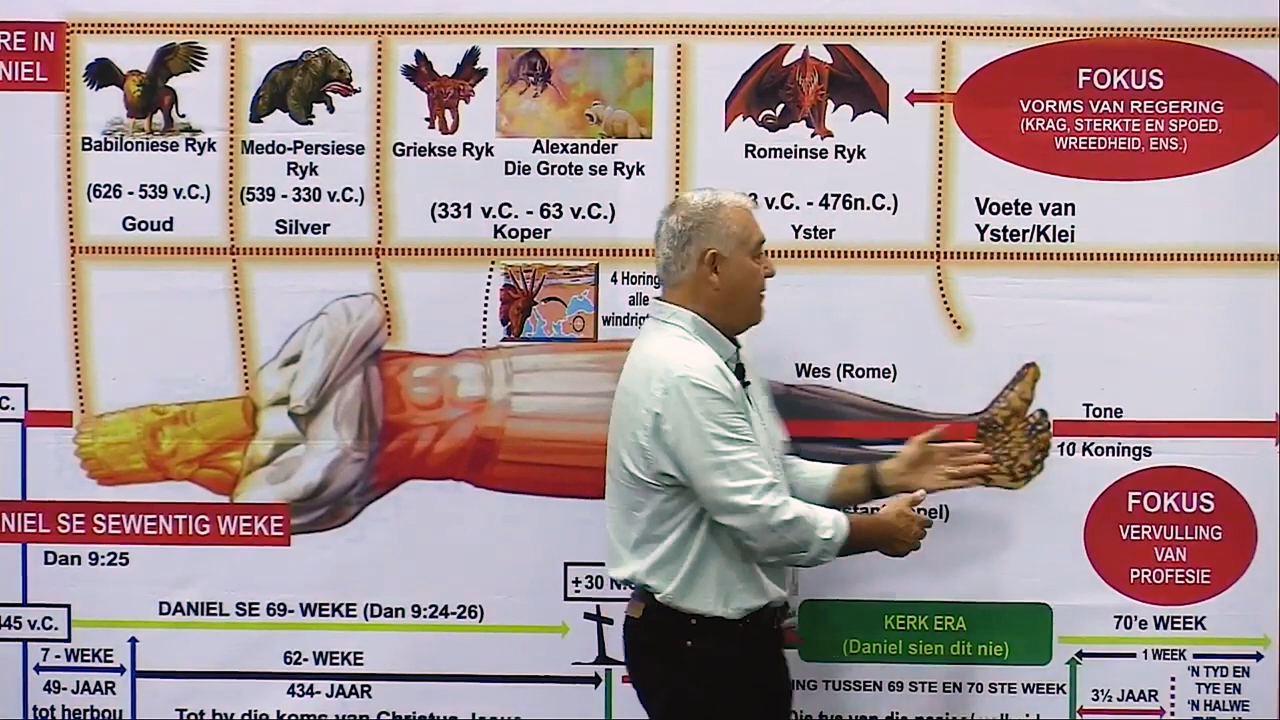 RE IN
NIEL
Babiloniese Ryk
(626 - 539 v.C.)
Goud
Medo-Persiese
Ryk
(539 - 330 v.C.)
Silver
Griekse Ryk
Alexander
Die Grote se Ryk
(331 v.C. - 63 v.C.)
Koper
Romeinse Ryk
3 v.C. - 476n.C.)
Yster
FOKUS
VORMS VAN REGERING
(KRAG, STERKTE EN SPOED,
WREEDHEID, ENS.)
Voete van
Yster/Klei
4 Horing
alle
windrig
Wes (Rome)
Tone
10 Konings
C.
NIEL SE SEWENTIG WEKE
Dan 9:25
FOKUS
VERVULLING
VAN
PROFESIE
±30 N
DANIEL SE 69- WEKE (Dan 9:24-26)
445 v.C.
KERK ERA
(Daniel sien dit nie)
70'e WEEK
1 WEEK
7 - WEKE
62- WEKE
49- JAAR
434- JAAR
NG TUSSEN 69 STE EN 70 STE WEEK
3½ JAAR
'N TYD EN
TYE EN
'N HALWE
tot herbou
Tot by die koms van Christus Jesus